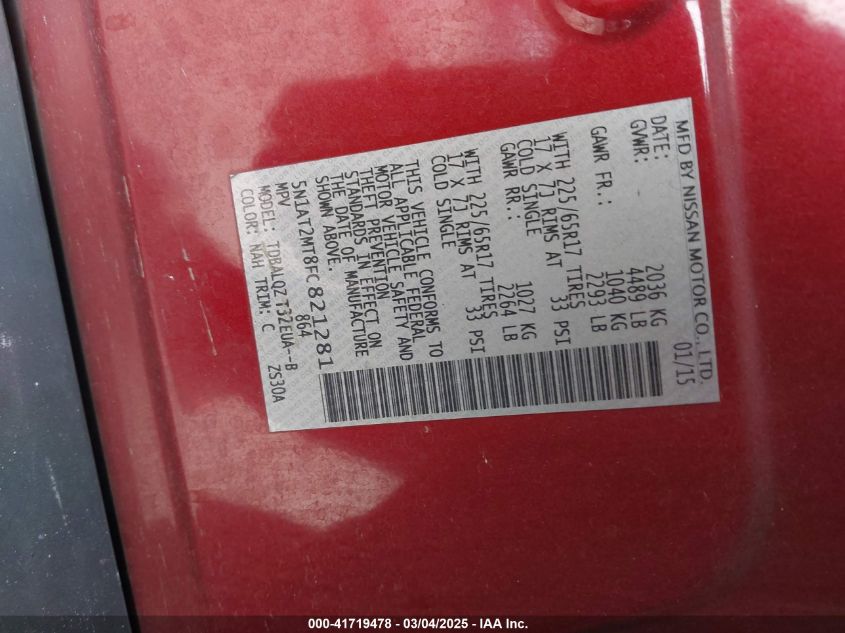 MFD BY NISSAN MOTOR CO., LTD.
DATE: 01/15
GVWR: 2036 KG
4489 LB
GAWR FR.: 1040 KG
2293 LB
WITH 225/65R17 TIRES
17 X 7J RIMS AT 33 PSI
COLD SINGLE
GAWR RR.: 1027 KG
2264 LB
WITH 225/65R17 TIRES
17 X 7J RIMS AT 33 PSI
COLD SINGLE
THIS VEHICLE CONFORMS TO
ALL APPLICABLE FEDERAL
MOTOR VEHICLE SAFETY AND
THEFT PREVENTION
STANDARDS IN EFFECT ON
THE DATE OF MANUFACTURE
SHOWN ABOVE.
5N1AT2MT8FC821281
MPV 864
MODEL: TDBALQZ T32EUA--B
COLOR: NAH TRIM: C ZS30A
000-41719478 - 03/04/2025 - IAA Inc.